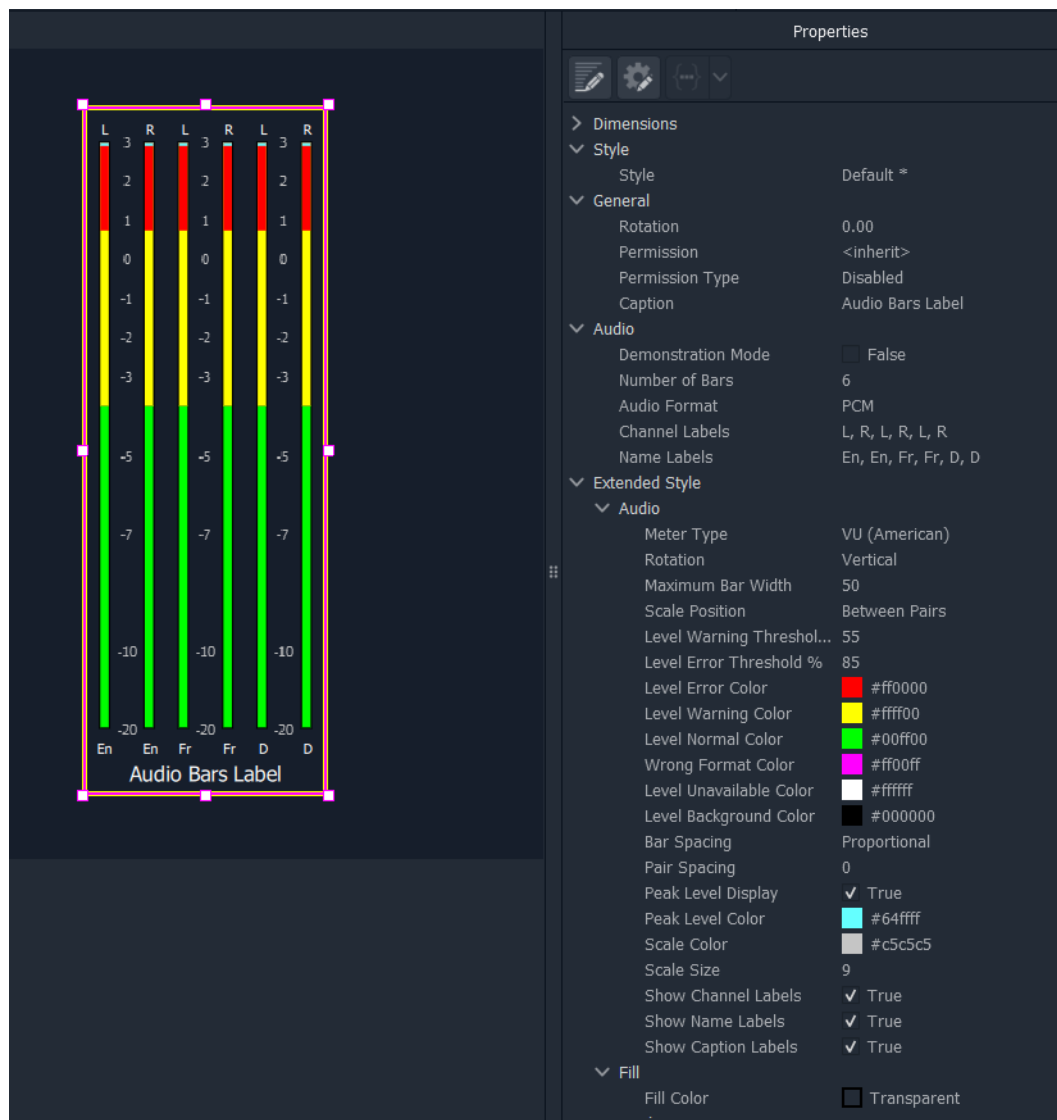 Properties
L R L R L R
3 3 3
2 2 2
1 1 1
0 0 0
-1 -1 -1
-2 -2 -2
-3 -3 -3
-5 -5 -5
-7 -7 -7
-10 -10 -10
-20 -20 -20
En En Fr Fr D D
Audio Bars Label
Dimensions
Style
Style Default *
General
Rotation 0.00
Permission <inherit>
Permission Type Disabled
Caption Audio Bars Label
Audio
Demonstration Mode False
Number of Bars 6
Audio Format PCM
Channel Labels L, R, L, R, L, R
Name Labels En, En, Fr, Fr, D, D
Extended Style
Audio
Meter Type VU (American)
Rotation Vertical
Maximum Bar Width 50
Scale Position Between Pairs
Level Warning Threshol... 55
Level Error Threshold % 85
Level Error Color #ff0000
Level Warning Color #ffff00
Level Normal Color #00ff00
Wrong Format Color #ff00ff
Level Unavailable Color #ffffff
Level Background Color #000000
Bar Spacing Proportional
Pair Spacing 0
Peak Level Display True
Peak Level Color #64ffff
Scale Color #c5c5c5
Scale Size 9
Show Channel Labels True
Show Name Labels True
Show Caption Labels True
Fill
Fill Color Transparent